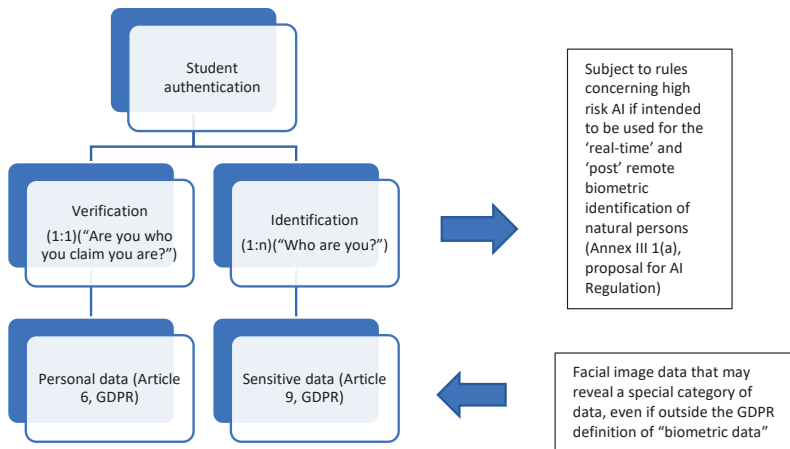 Student
authentication
Verification
(1:1)(“Are you who
you claim you are?”)
Identification
(1:n)(“Who are you?”)
Subject to rules
concerning high
risk AI if intended
to be used for the
‘real-time’ and
‘post’ remote
biometric
identification of
natural persons
(Annex III 1(a),
proposal for AI
Regulation)
Personal data (Article
6, GDPR)
Sensitive data (Article
9, GDPR)
Facial image data that may
reveal a special category of
data, even if outside the GDPR
definition of “biometric data”